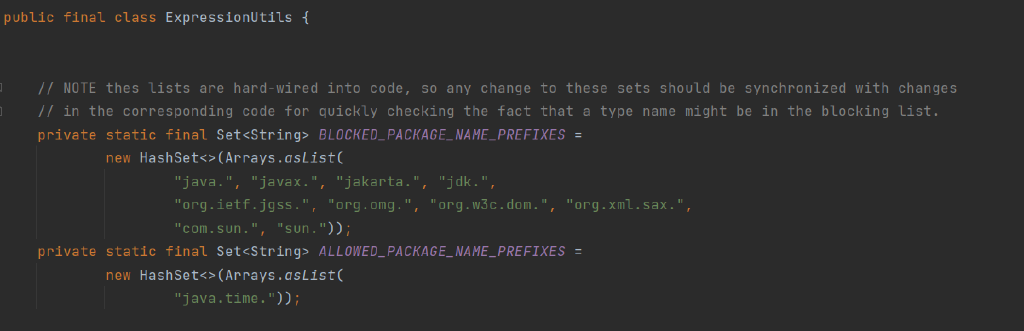 public final class ExpressionUtils {
// NOTE thes lists are hard-wired into code, so any change to these sets should be synchronized with changes
// in the corresponding code for quickly checking the fact that a type name might be in the blocking list.
private static final Set<String> BLOCKED_PACKAGE_NAME_PREFIXES =
new HashSet<>(Arrays.asList(
"java.", "javax.", "jakarta.", "jdk.",
"org.ietf.jgss.", "org.omg.", "org.w3c.dom.", "org.xml.sax.",
"com.sun.", "sun."));
private static final Set<String> ALLOWED_PACKAGE_NAME_PREFIXES =
new HashSet<>(Arrays.asList(
"java.time."));